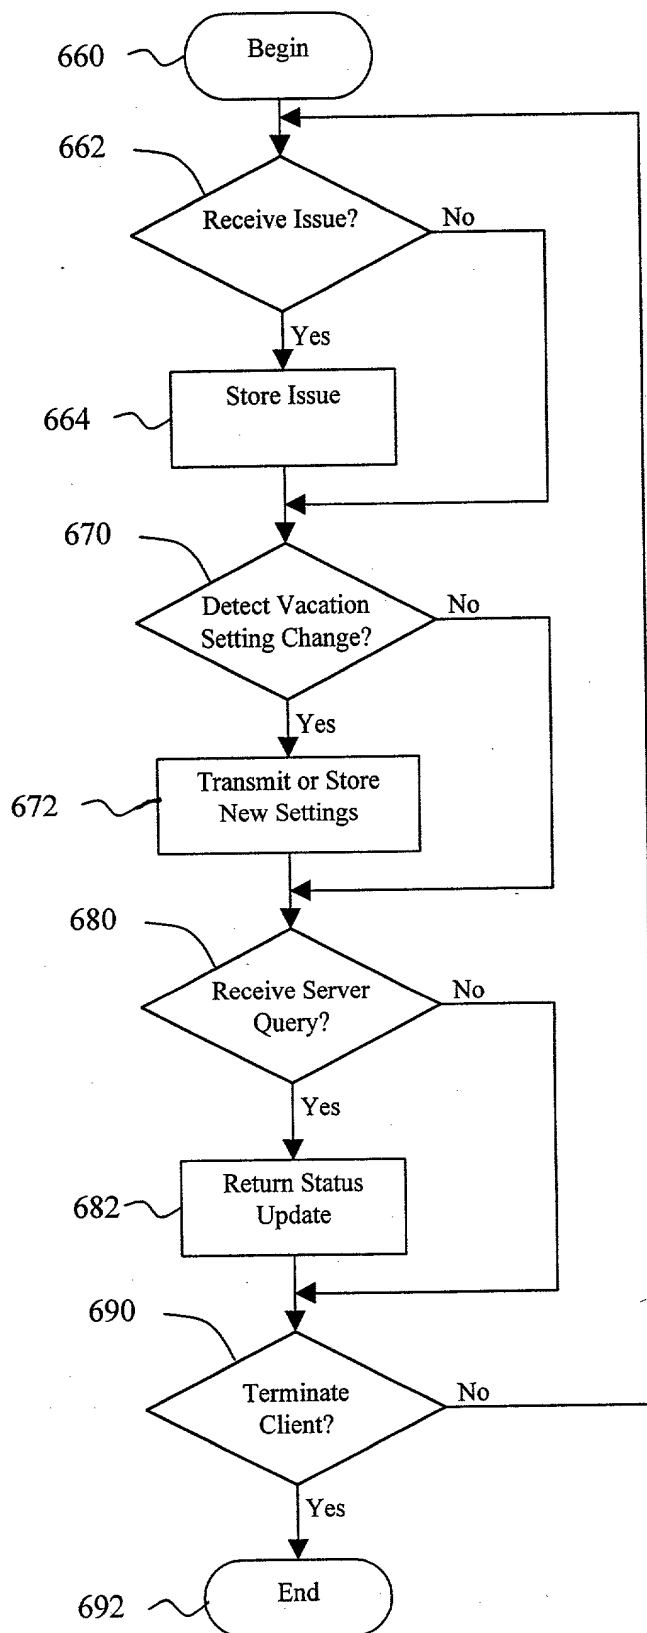 660
Begin
662
Receive Issue?
No
Yes
664
Store Issue
670
Detect Vacation
Setting Change?
No
Yes
672
Transmit or Store
New Settings
680
Receive Server
Query?
No
Yes
682
Return Status
Update
690
Terminate
Client?
No
Yes
692
End